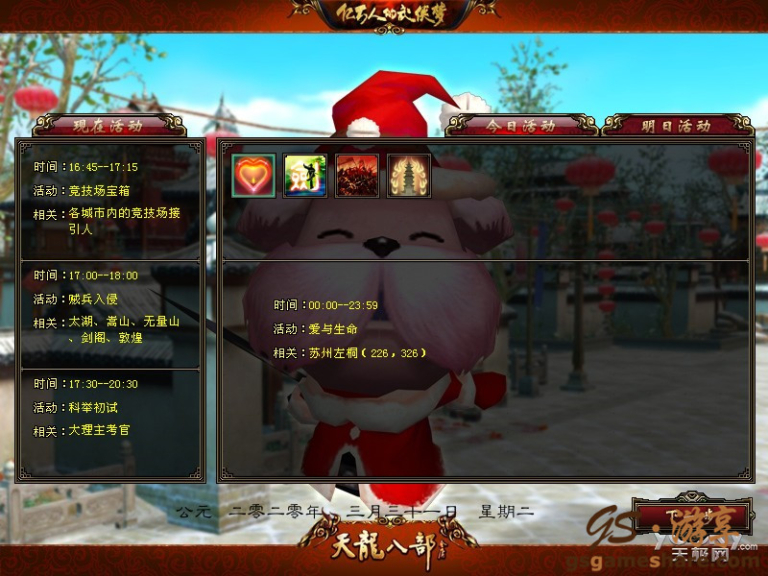 亿万人的武侠梦
现在活动
今日活动
明日活动
时间：16:45--17:15
活动：竞技场宝箱
相关：各城市内的竞技场接
引人
时间：17:00--18:00
活动：贼兵入侵
相关：太湖、嵩山、无量山
、剑阁、敦煌
时间：17:30--20:30
活动：科举初试
相关：大理主考官
时间：00:00--23:59
活动：爱与生命
相关：苏州左桐（226，326）
公元 二零二零年 三月三十一日 星期二
天龍八部
GS·游享
gsgameshare.com
天极网